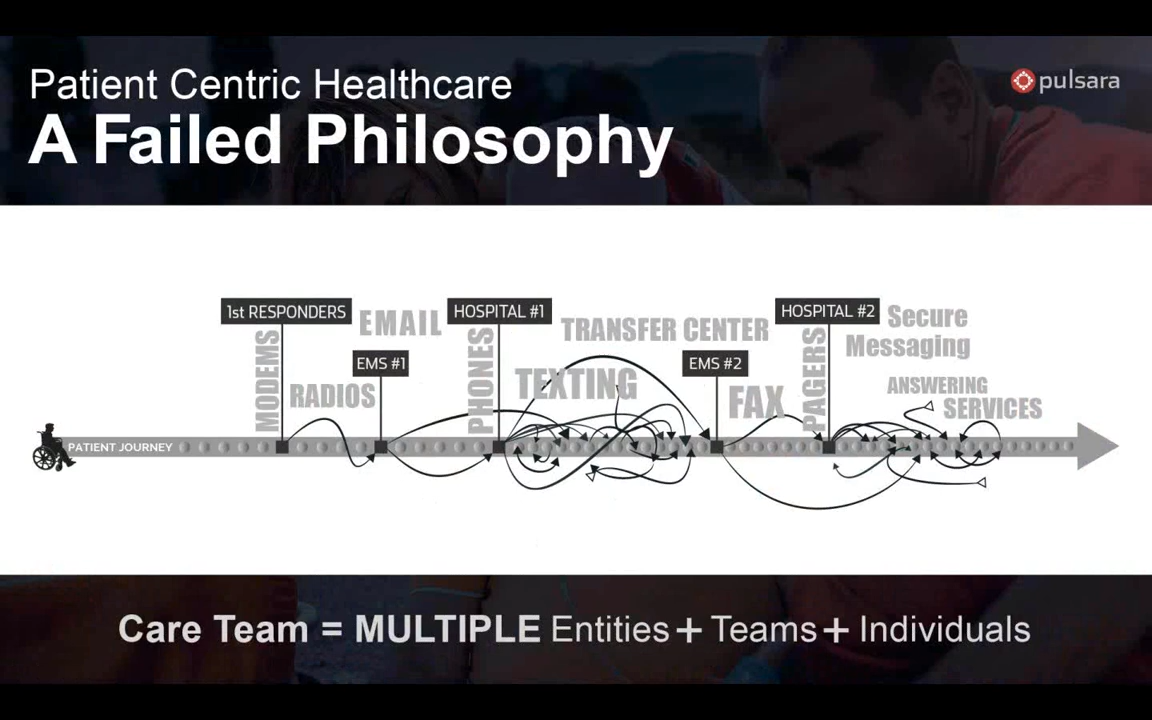 Patient Centric Healthcare
A Failed Philosophy
pulsara
1st RESPONDERS
EMAIL
HOSPITAL #1
TRANSFER CENTER
HOSPITAL #2
Secure
Messaging
MODEMS
RADIOS
EMS #1
PHONES
TEXTING
EMS #2
FAX
PAGERS
ANSWERING
SERVICES
PATIENT JOURNEY
Care Team = MULTIPLE Entities + Teams + Individuals